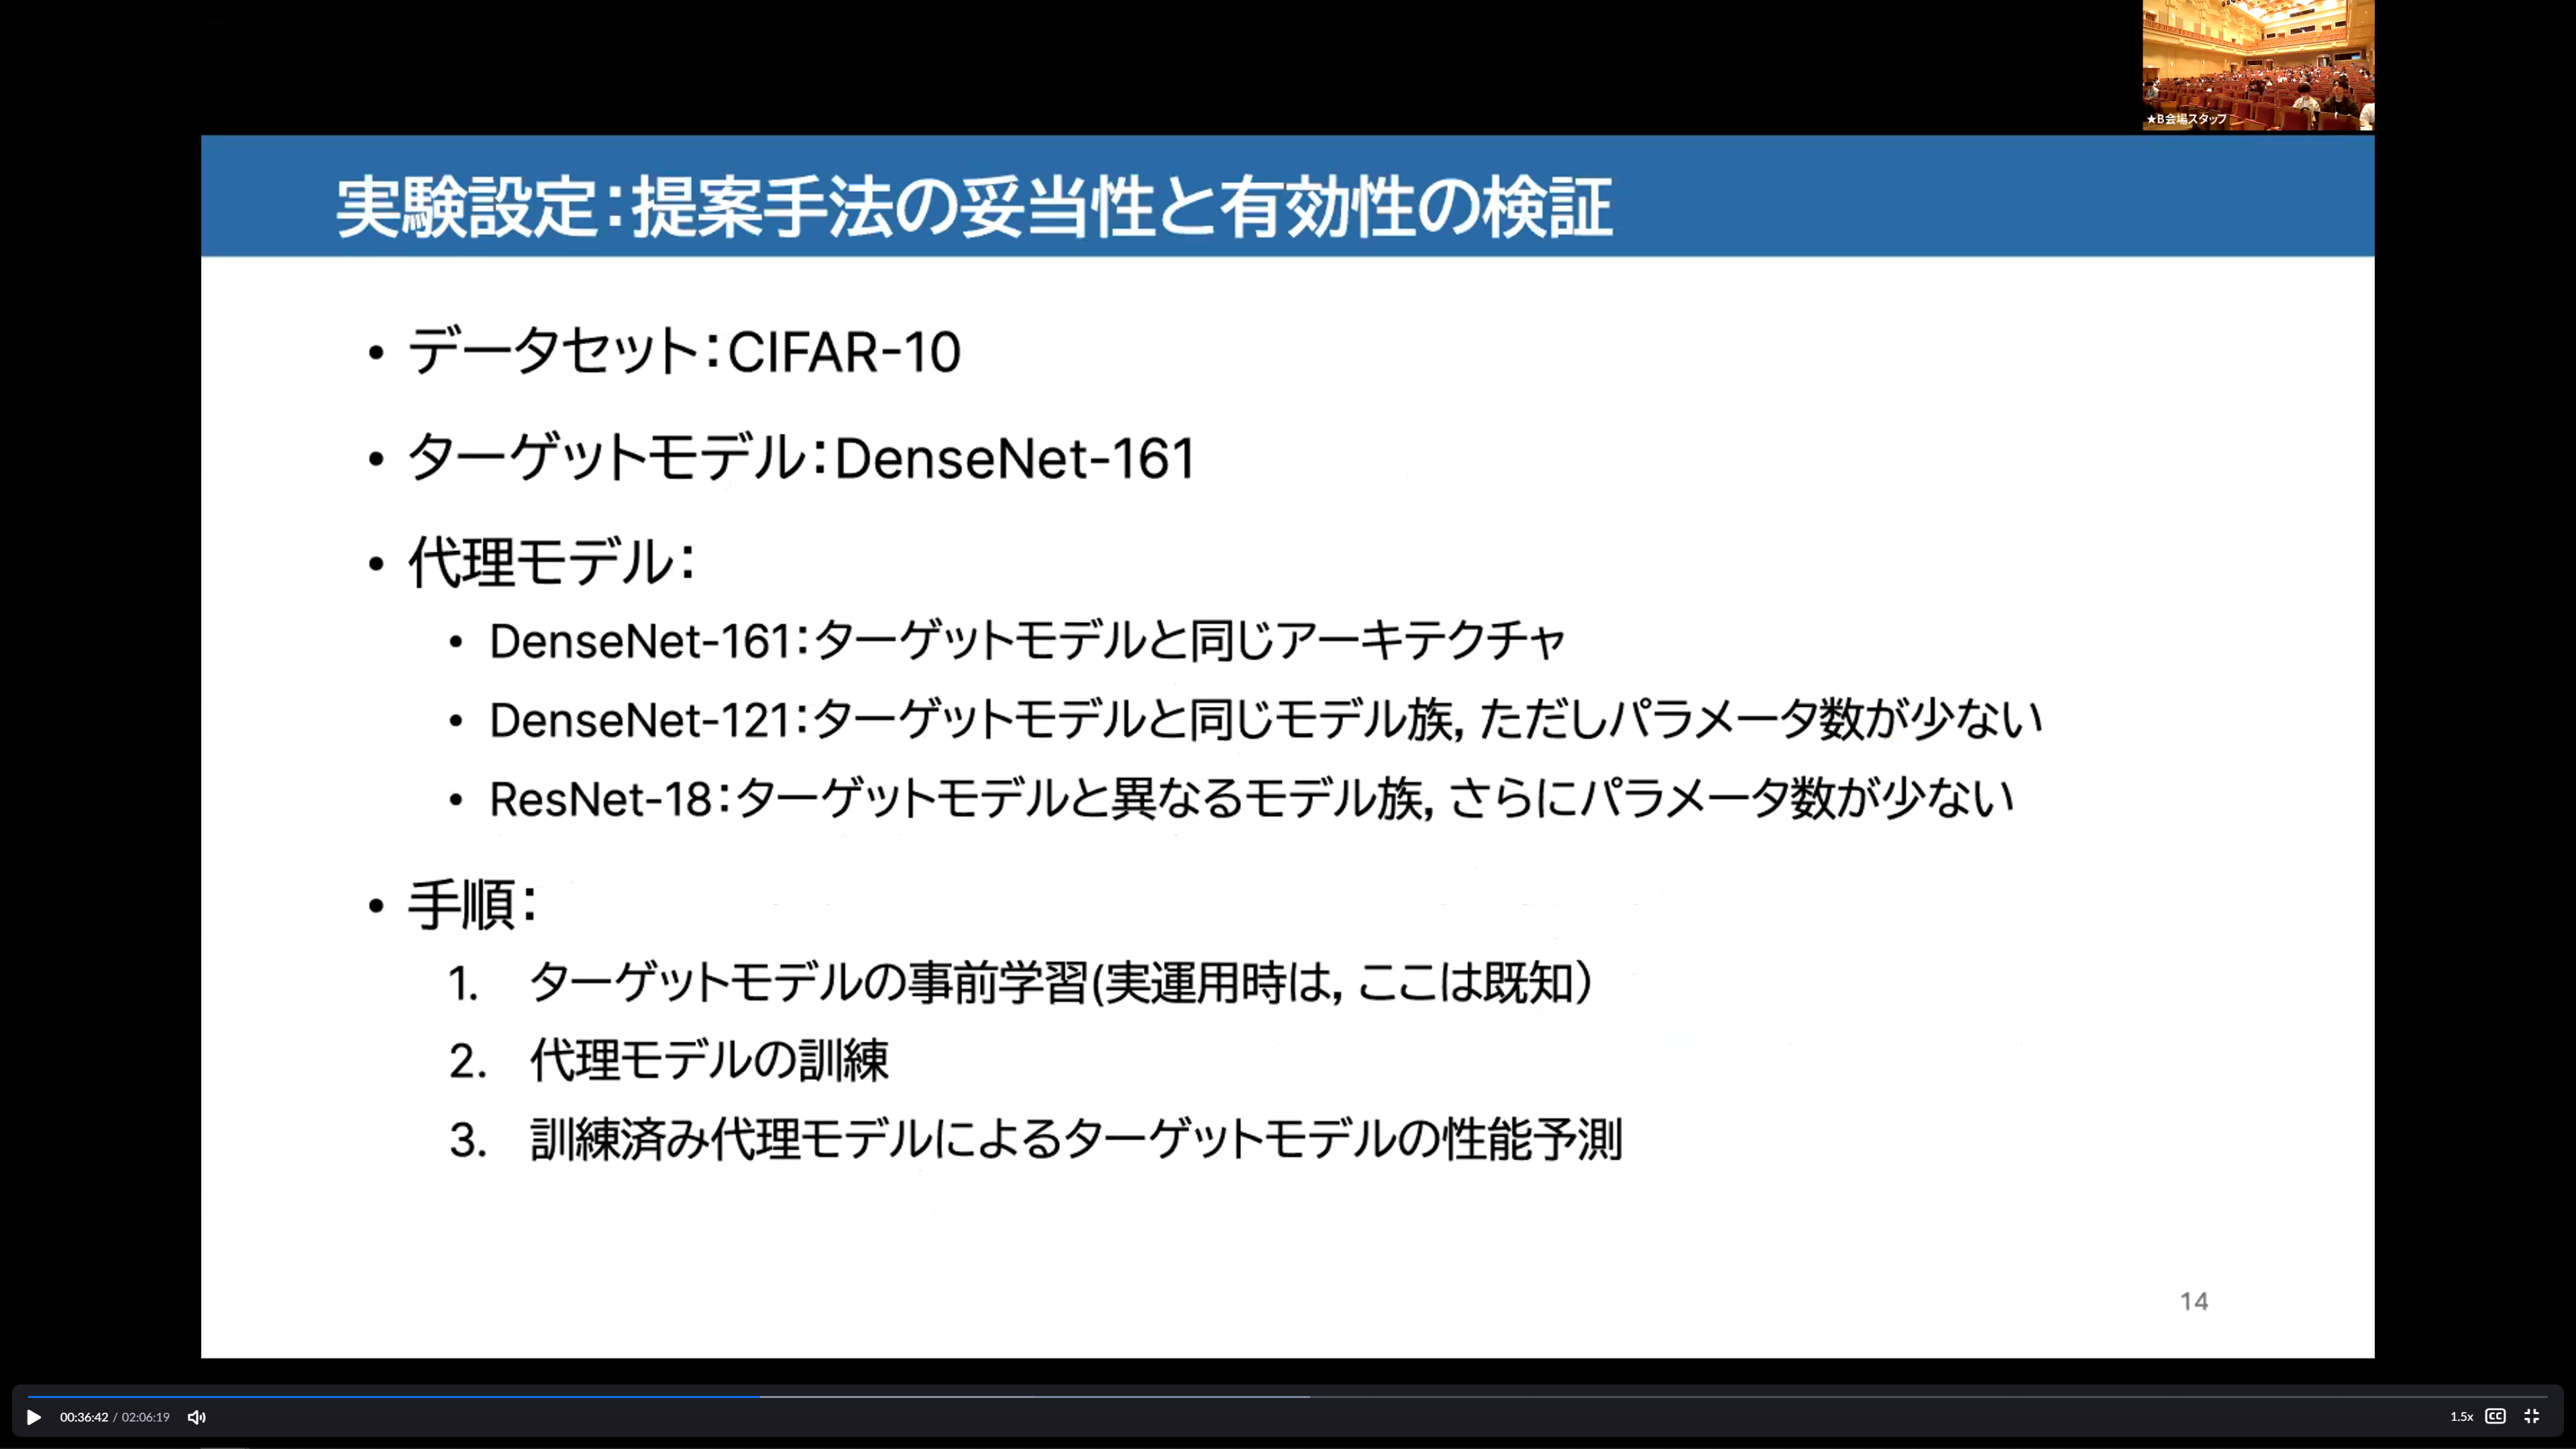 ★B会場スタッフ
実験設定：提案手法の妥当性と有効性の検証
• データセット：CIFAR-10
• ターゲットモデル：DenseNet-161
• 代理モデル：
• DenseNet-161：ターゲットモデルと同じアーキテクチャ
• DenseNet-121：ターゲットモデルと同じモデル族, ただしパラメータ数が少ない
• ResNet-18：ターゲットモデルと異なるモデル族, さらにパラメータ数が少ない
• 手順：
1. ターゲットモデルの事前学習(実運用時は, ここは既知）
2. 代理モデルの訓練
3. 訓練済み代理モデルによるターゲットモデルの性能予測
14
00:36:42 / 02:06:19 1.5x CC